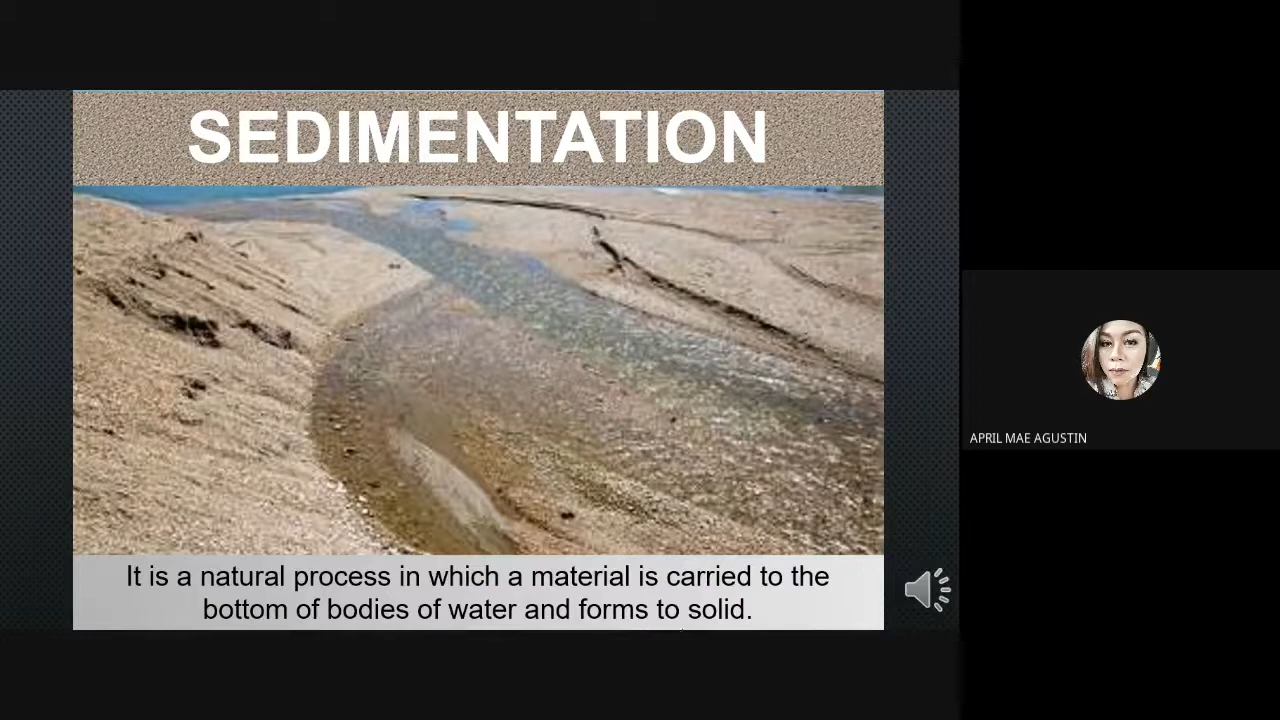 SEDIMENTATION
It is a natural process in which a material is carried to the
bottom of bodies of water and forms to solid.
APRIL MAE AGUSTIN